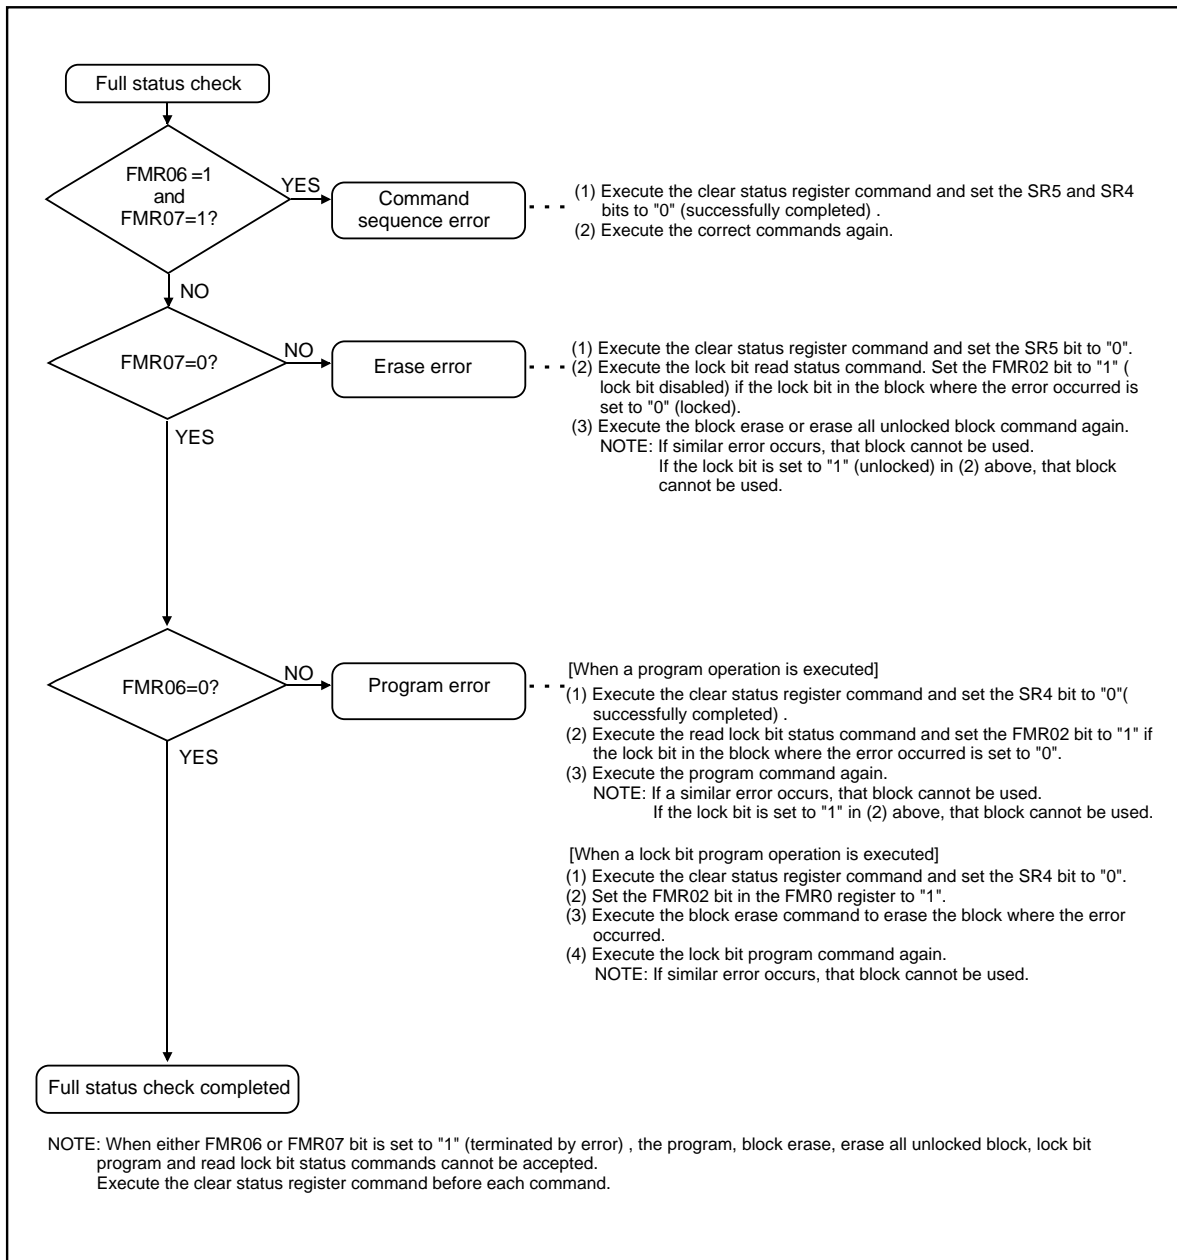 Full status check
FMR06 =1
and
FMR07=1?
YES
Command
sequence error
(1) Execute the clear status register command and set the SR5 and SR4
bits to "0" (successfully completed) .
(2) Execute the correct commands again.
NO
FMR07=0?
NO
Erase error
(1) Execute the clear status register command and set the SR5 bit to "0".
(2) Execute the lock bit read status command. Set the FMR02 bit to "1" (
lock bit disabled) if the lock bit in the block where the error occurred is
set to "0" (locked).
(3) Execute the block erase or erase all unlocked block command again.
NOTE: If similar error occurs, that block cannot be used.
If the lock bit is set to "1" (unlocked) in (2) above, that block
cannot be used.
YES
FMR06=0?
NO
Program error
[When a program operation is executed]
(1) Execute the clear status register command and set the SR4 bit to "0"(
successfully completed) .
(2) Execute the read lock bit status command and set the FMR02 bit to "1" if
the lock bit in the block where the error occurred is set to "0".
(3) Execute the program command again.
NOTE: If a similar error occurs, that block cannot be used.
If the lock bit is set to "1" in (2) above, that block cannot be used.
YES
[When a lock bit program operation is executed]
(1) Execute the clear status register command and set the SR4 bit to "0".
(2) Set the FMR02 bit in the FMR0 register to "1".
(3) Execute the block erase command to erase the block where the error
occurred.
(4) Execute the lock bit program command again.
NOTE: If similar error occurs, that block cannot be used.
Full status check completed
NOTE: When either FMR06 or FMR07 bit is set to "1" (terminated by error) , the program, block erase, erase all unlocked block, lock bit
program and read lock bit status commands cannot be accepted.
Execute the clear status register command before each command.